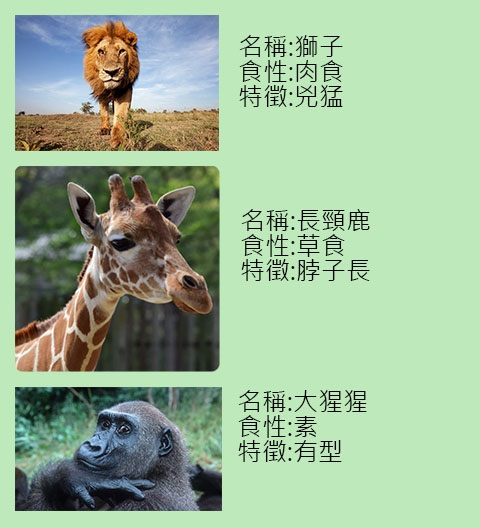 名稱:獅子
食性:肉食
特徵:兇猛
名稱:長頸鹿
食性:草食
特徵:脖子長
名稱:大猩猩
食性:素
特徵:有型